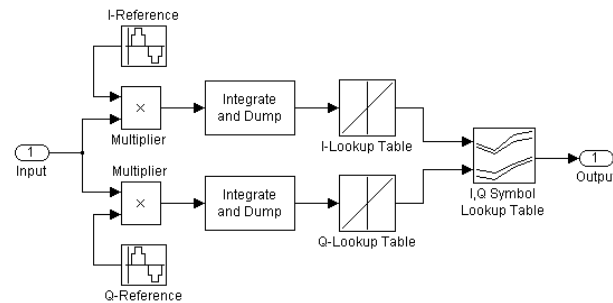 I-Reference
×
Multiplier
Integrate
and Dump
I-Lookup Table
1
Input
Multiplier
×
Integrate
and Dump
Q-Lookup Table
I,Q Symbol
Lookup Table
1
Output
Q-Reference